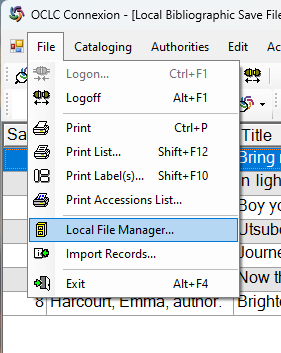 OCLC Connexion - [Local Bibliographic Save File
File Cataloging Authorities Edit Ac
Logon... Ctrl+F1
Logoff Alt+F1
Print Ctrl+P
Print List... Shift+F12
Print Label(s)... Shift+F10
Print Accessions List...
Local File Manager...
Import Records...
Exit Alt+F4
Sa Title
Bring
In ligh
Boy yo
Utsub
Journe
Now th
8 Harcourt, Emma, author. Brighte